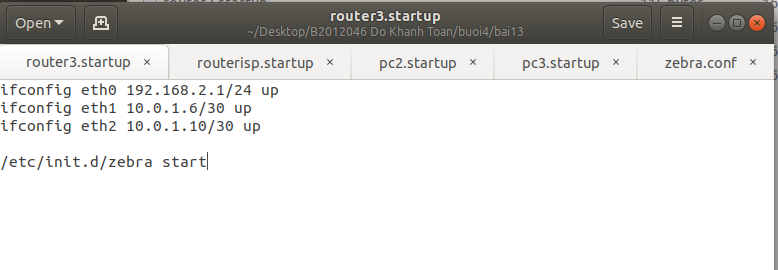 router3.startup
Open
~/Desktop/B2012046 Do Khanh Toan/buoi4/bai13
Save
router3.startup × routerisp.startup × pc2.startup × pc3.startup × zebra.conf ×
ifconfig eth0 192.168.2.1/24 up
ifconfig eth1 10.0.1.6/30 up
ifconfig eth2 10.0.1.10/30 up
/etc/init.d/zebra start